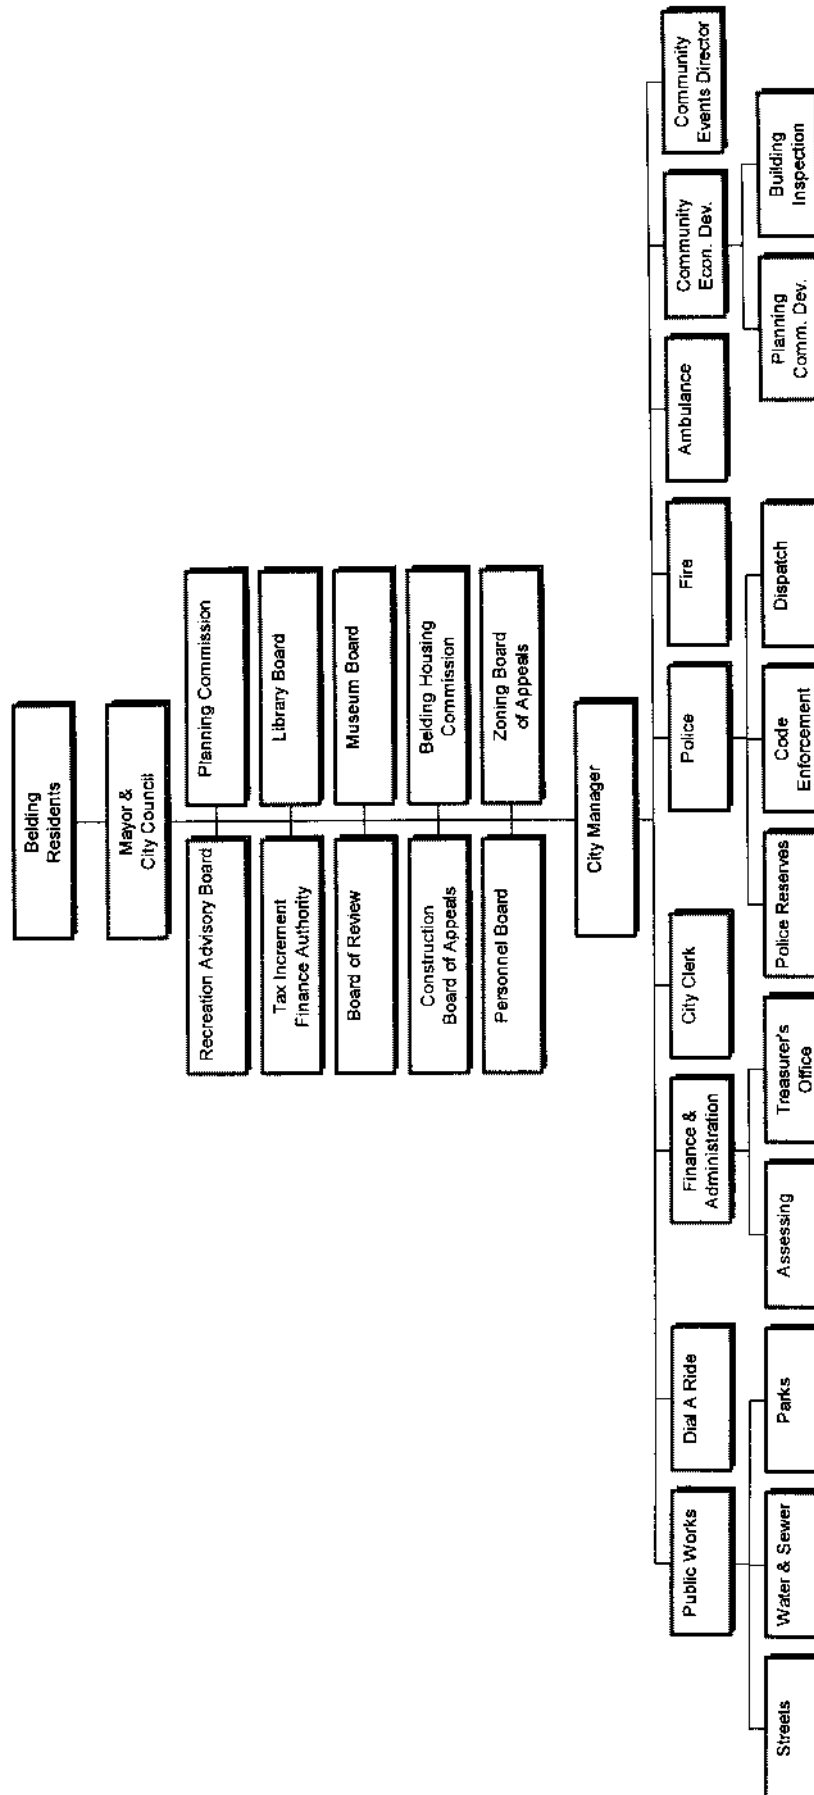 Belding
Residents
Mayor &
City Council
Recreation Advisory Board
Planning Commission
Tax Increment
Finance Authority
Library Board
Board of Review
Museum Board
Construction
Board of Appeals
Belding Housing
Commission
Personnel Board
Zoning Board
of Appeals
City Manager
Public Works
Dial A Ride
Finance &
Administration
City Clerk
Police
Fire
Ambulance
Community
Econ. Dev.
Community
Events Director
Streets
Water & Sewer
Parks
Assessing
Treasurer's
Office
Police Reserves
Code
Enforcement
Dispatch
Planning
Comm. Dev.
Building
Inspection